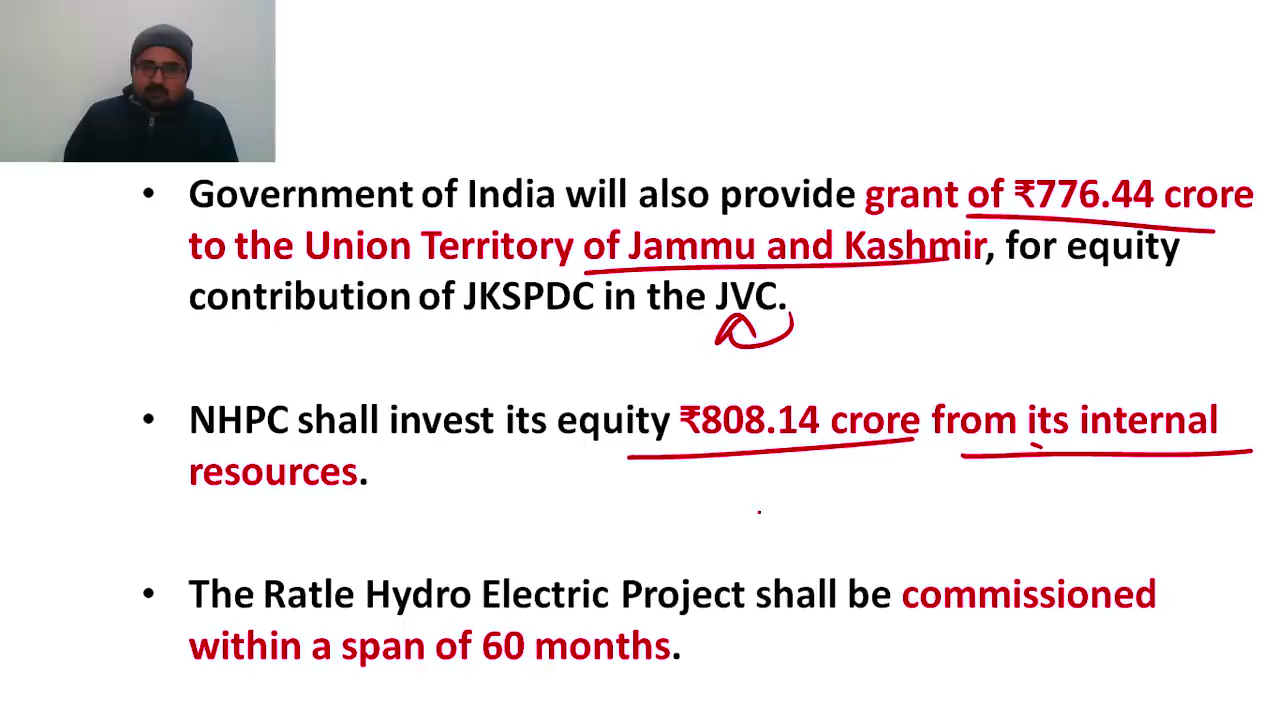 • Government of India will also provide grant of ₹776.44 crore
to the Union Territory of Jammu and Kashmir, for equity
contribution of JKSPDC in the JVC.
• NHPC shall invest its equity ₹808.14 crore from its internal
resources.
• The Ratle Hydro Electric Project shall be commissioned
within a span of 60 months.